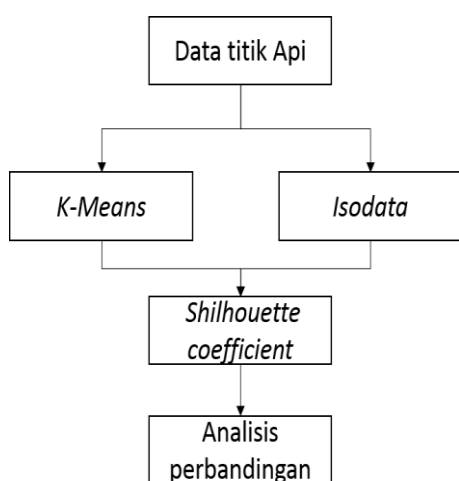 Data titik Api
K-Means
Isodata
Shilhouette
coefficient
Analisis
perbandingan